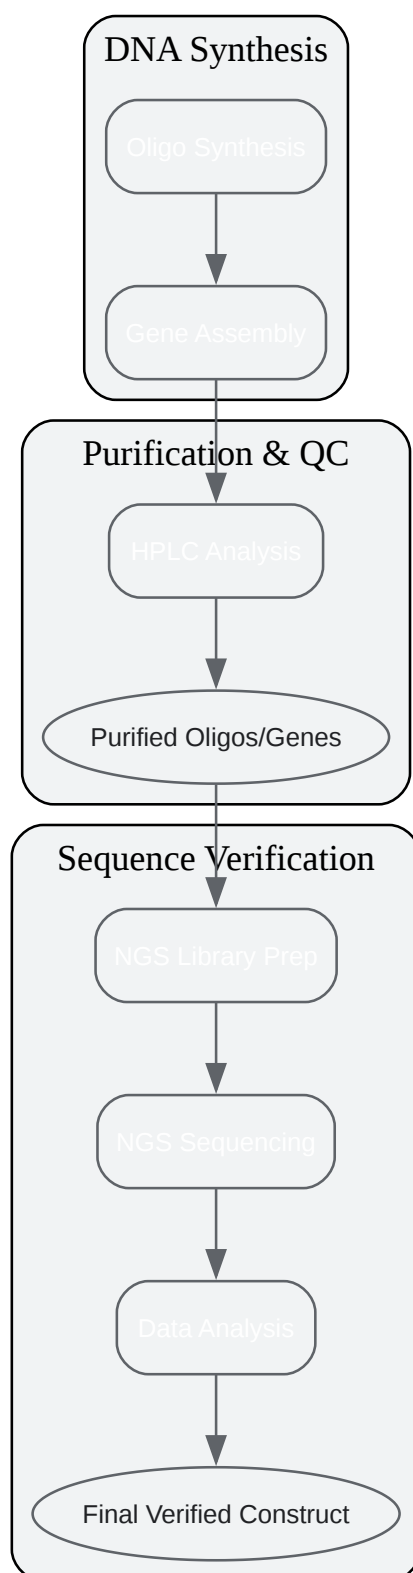 DNA Synthesis
Oligo Synthesis
Gene Assembly
Purification & QC
HPLC Analysis
Purified Oligos/Genes
Sequence Verification
NGS Library Prep
NGS Sequencing
Data Analysis
Final Verified Construct